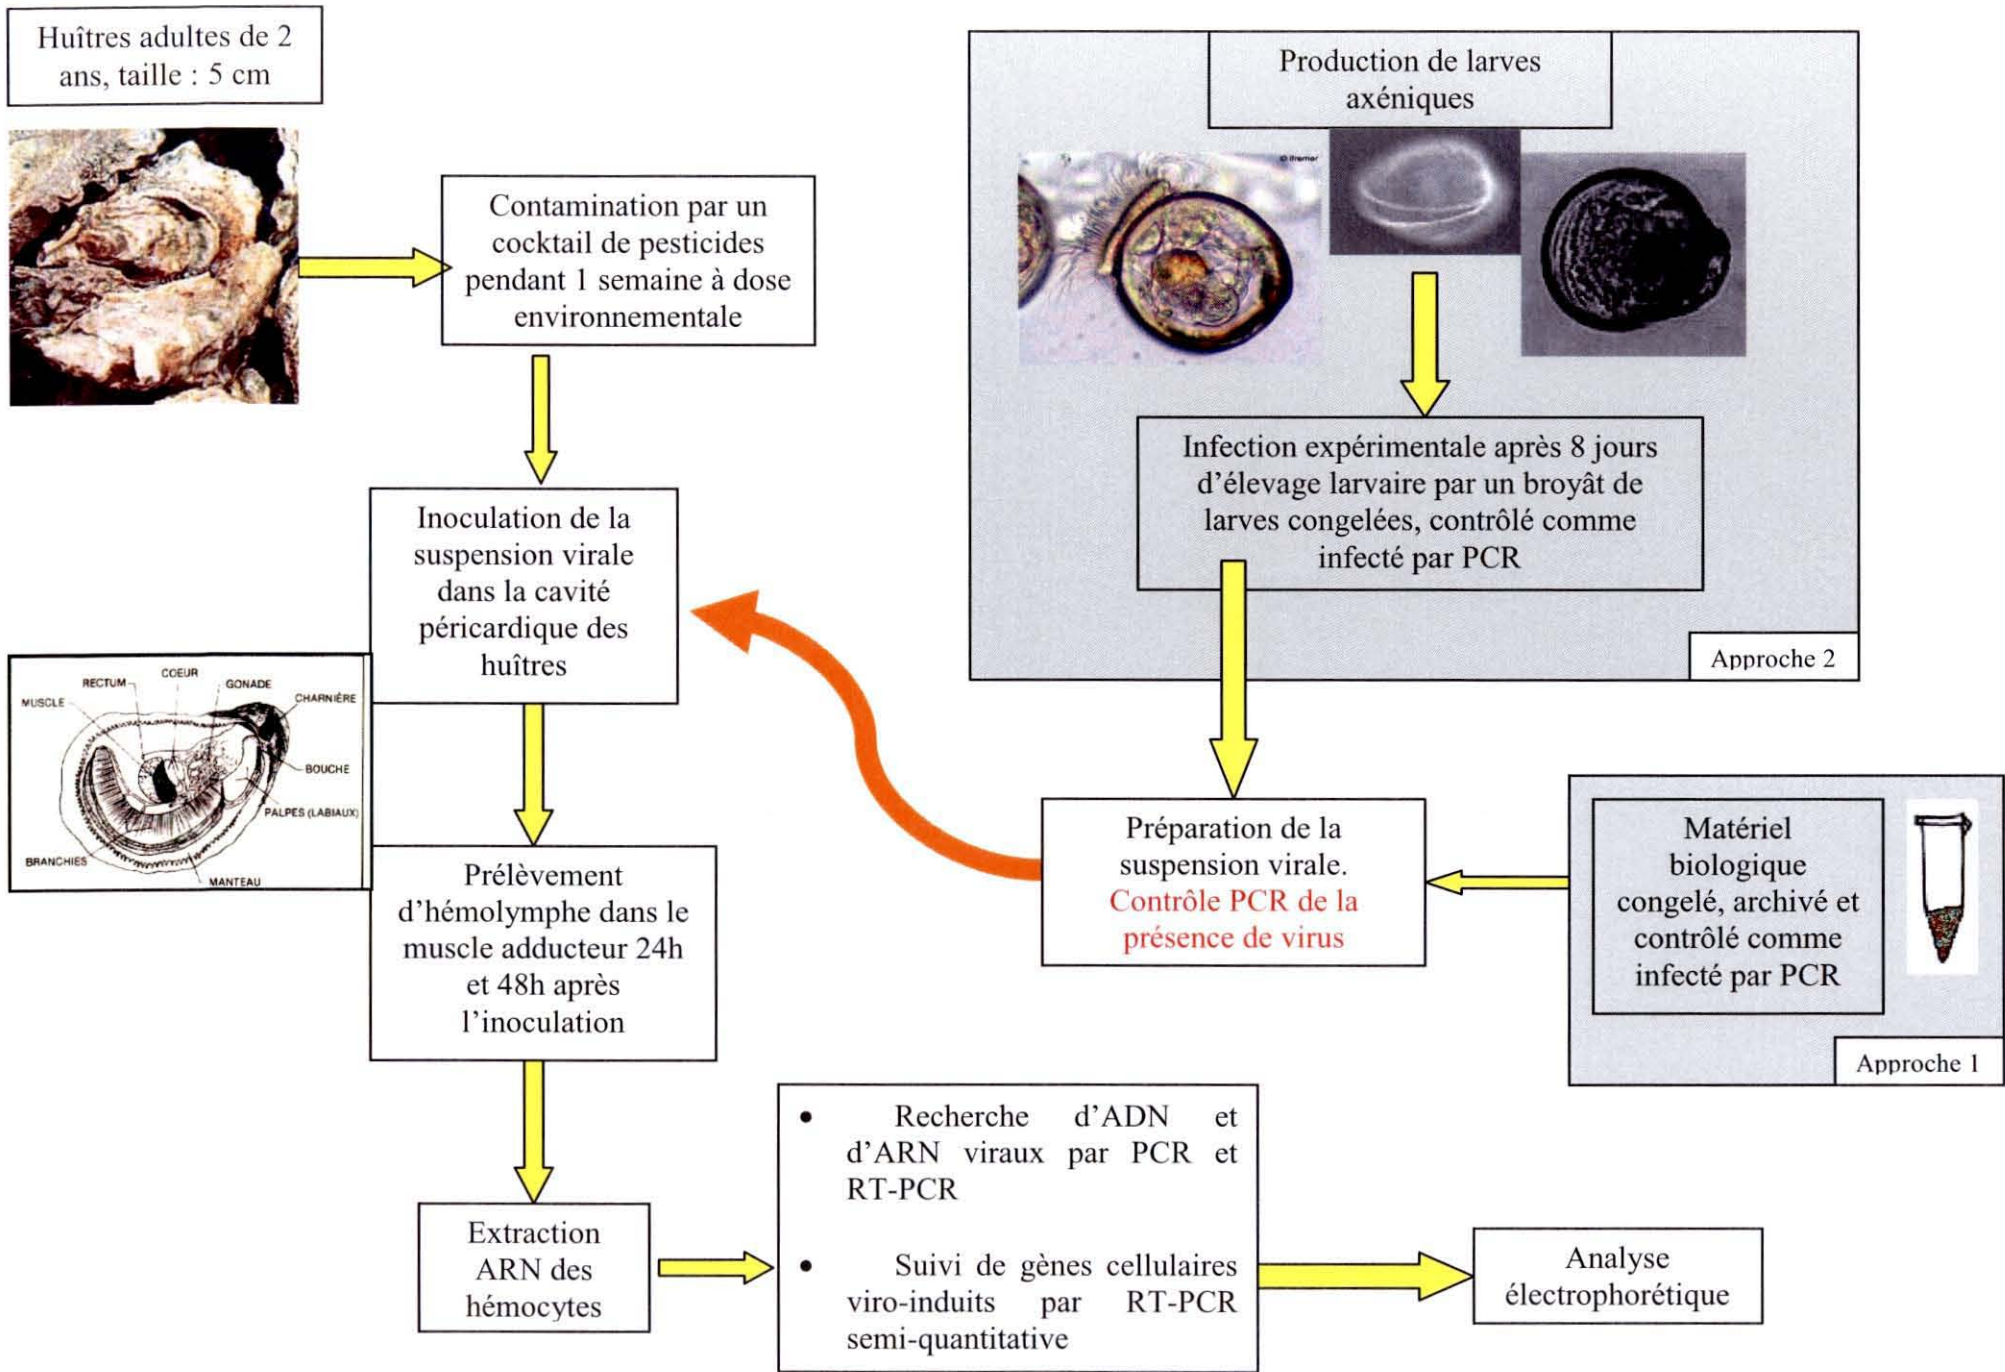 Huîtres adultes de 2
ans, taille : 5 cm
Contamination par un
cocktail de pesticides
pendant 1 semaine à dose
environnementale
Inoculation de la
suspension virale
dans la cavité
péricardique des
huîtres
COEUR
RECTUM
GONADE
MUSCLE
CHARNIÈRE
BOUCHE
PALPES (LABIAUX)
BRANCHIES
MANTEAU
Prélèvement
d'hémolymphe dans le
muscle adducteur 24h
et 48h après
l'inoculation
Extraction
ARN des
hémocytes
• Recherche d'ADN et
d'ARN viraux par PCR et
RT-PCR
• Suivi de gènes cellulaires
viro-induits par RT-PCR
semi-quantitative
Analyse
électrophorétique
Production de larves
axéniques
© Ifremer
Infection expérimentale après 8 jours
d'élevage larvaire par un broyât de
larves congelées, contrôlé comme
infecté par PCR
Approche 2
Préparation de la
suspension virale.
Contrôle PCR de la
présence de virus
Matériel
biologique
congelé, archivé et
contrôlé comme
infecté par PCR
Approche 1